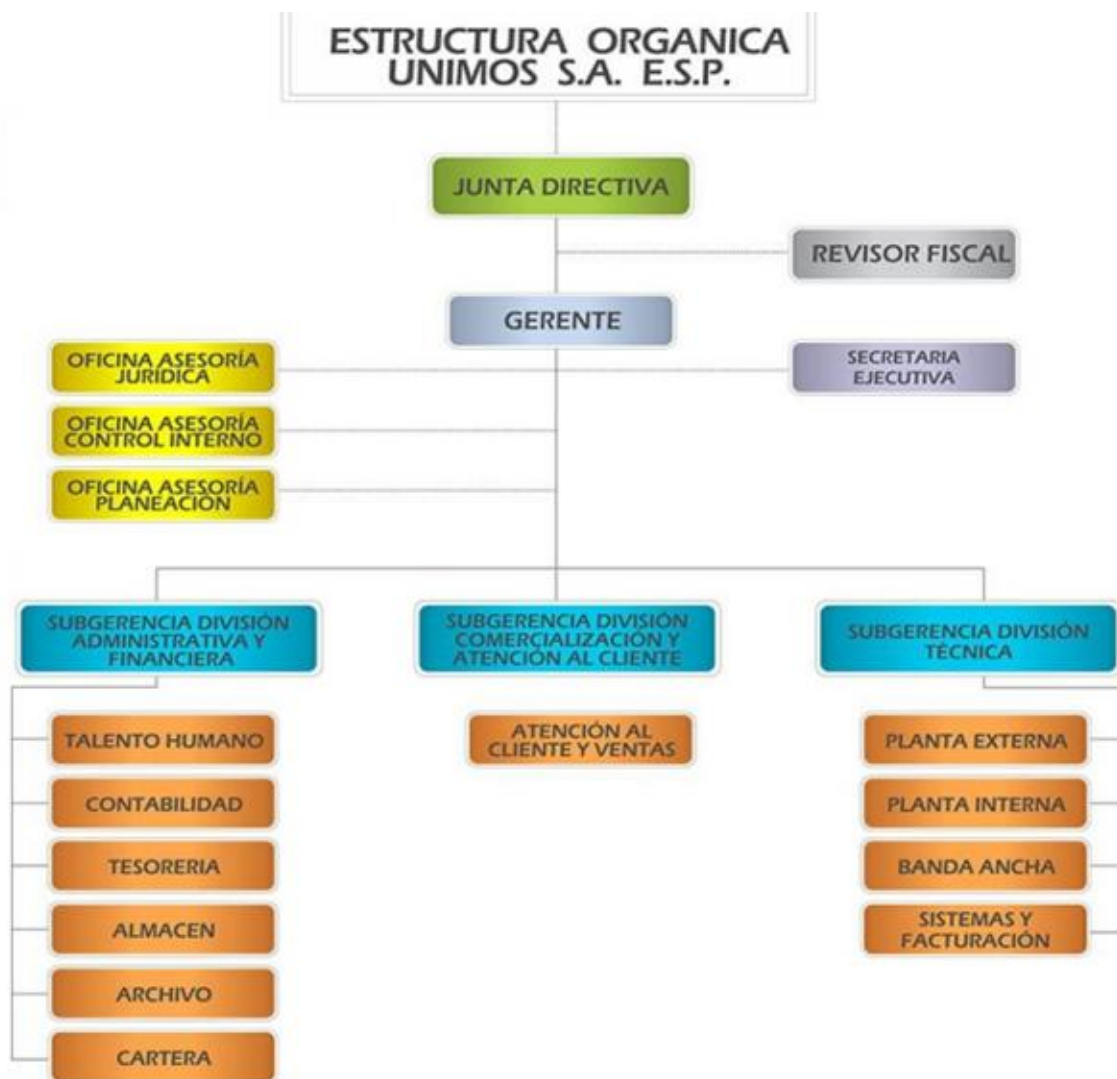 ESTRUCTURA ORGANICA
UNIMOS S.A. E.S.P.
JUNTA DIRECTIVA
REVISOR FISCAL
GERENTE
OFICINA ASESORÍA
JURÍDICA
SECRETARIA
EJECUTIVA
OFICINA ASESORÍA
CONTROL INTERNO
OFICINA ASESORÍA
PLANEACIÓN
SUBGERENCIA DIVISIÓN
ADMINISTRATIVA Y
FINANCIERA
SUBGERENCIA DIVISIÓN
COMERCIALIZACIÓN Y
ATENCIÓN AL CLIENTE
SUBGERENCIA DIVISIÓN
TÉCNICA
TALENTO HUMANO
CONTABILIDAD
TESORERIA
ALMACEN
ARCHIVO
CARTERA
ATENCIÓN AL
CLIENTE Y VENTAS
PLANTA EXTERNA
PLANTA INTERNA
BANDA ANCHA
SISTEMAS Y
FACTURACIÓN